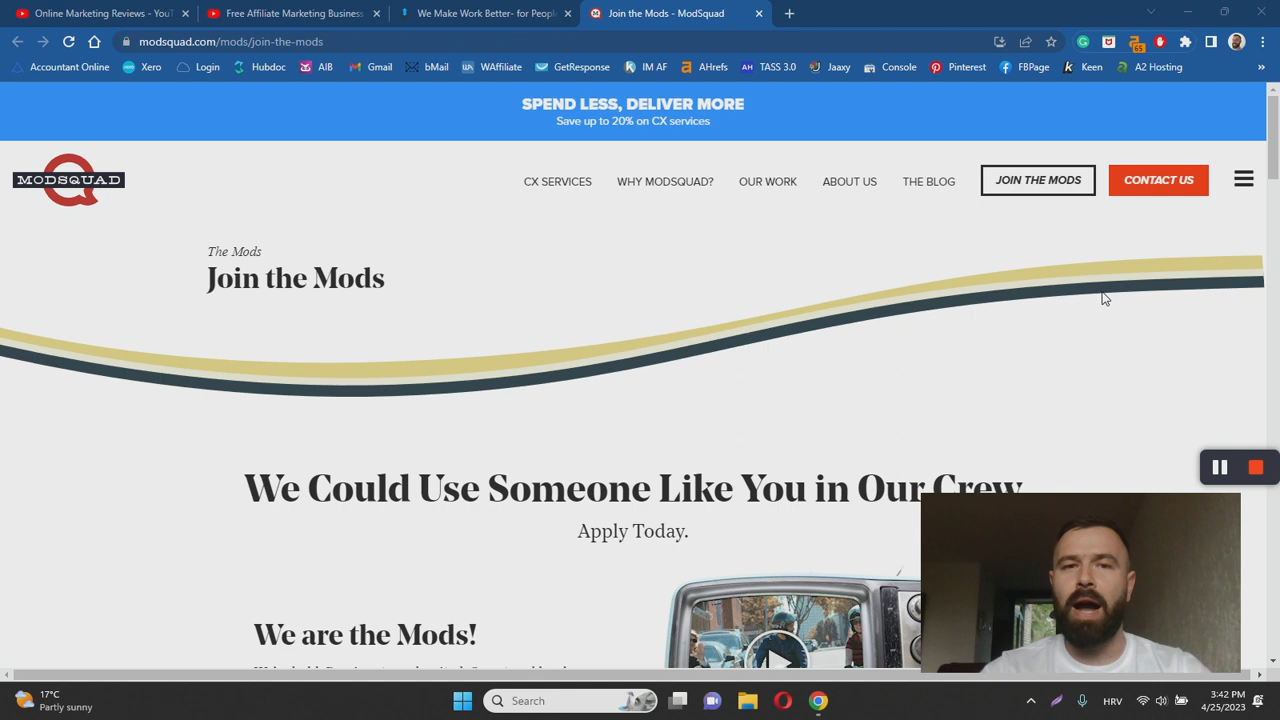 Online Marketing Reviews - YouT
Free Affiliate Marketing Business
We Make Work Better- for People
Join the Mods - ModSquad
modsquad.com/mods/join-the-mods
65
Accountant Online
Xero
Login
Hubdoc
AIB
Gmail
bMail
WAffiliate
GetResponse
IM AF
AHrefs
TASS 3.0
Jaaxy
Console
Pinterest
FBPage
Keen
A2 Hosting
SPEND LESS, DELIVER MORE
Save up to 20% on CX services
MODSQUAD
CX SERVICES
WHY MODSQUAD?
OUR WORK
ABOUT US
THE BLOG
JOIN THE MODS
CONTACT US
The Mods
Join the Mods
We Could Use Someone Like You in Our Crew
Apply Today.
We are the Mods!
17°C
Partly sunny
Search
HRV
3:42 PM
4/25/2023